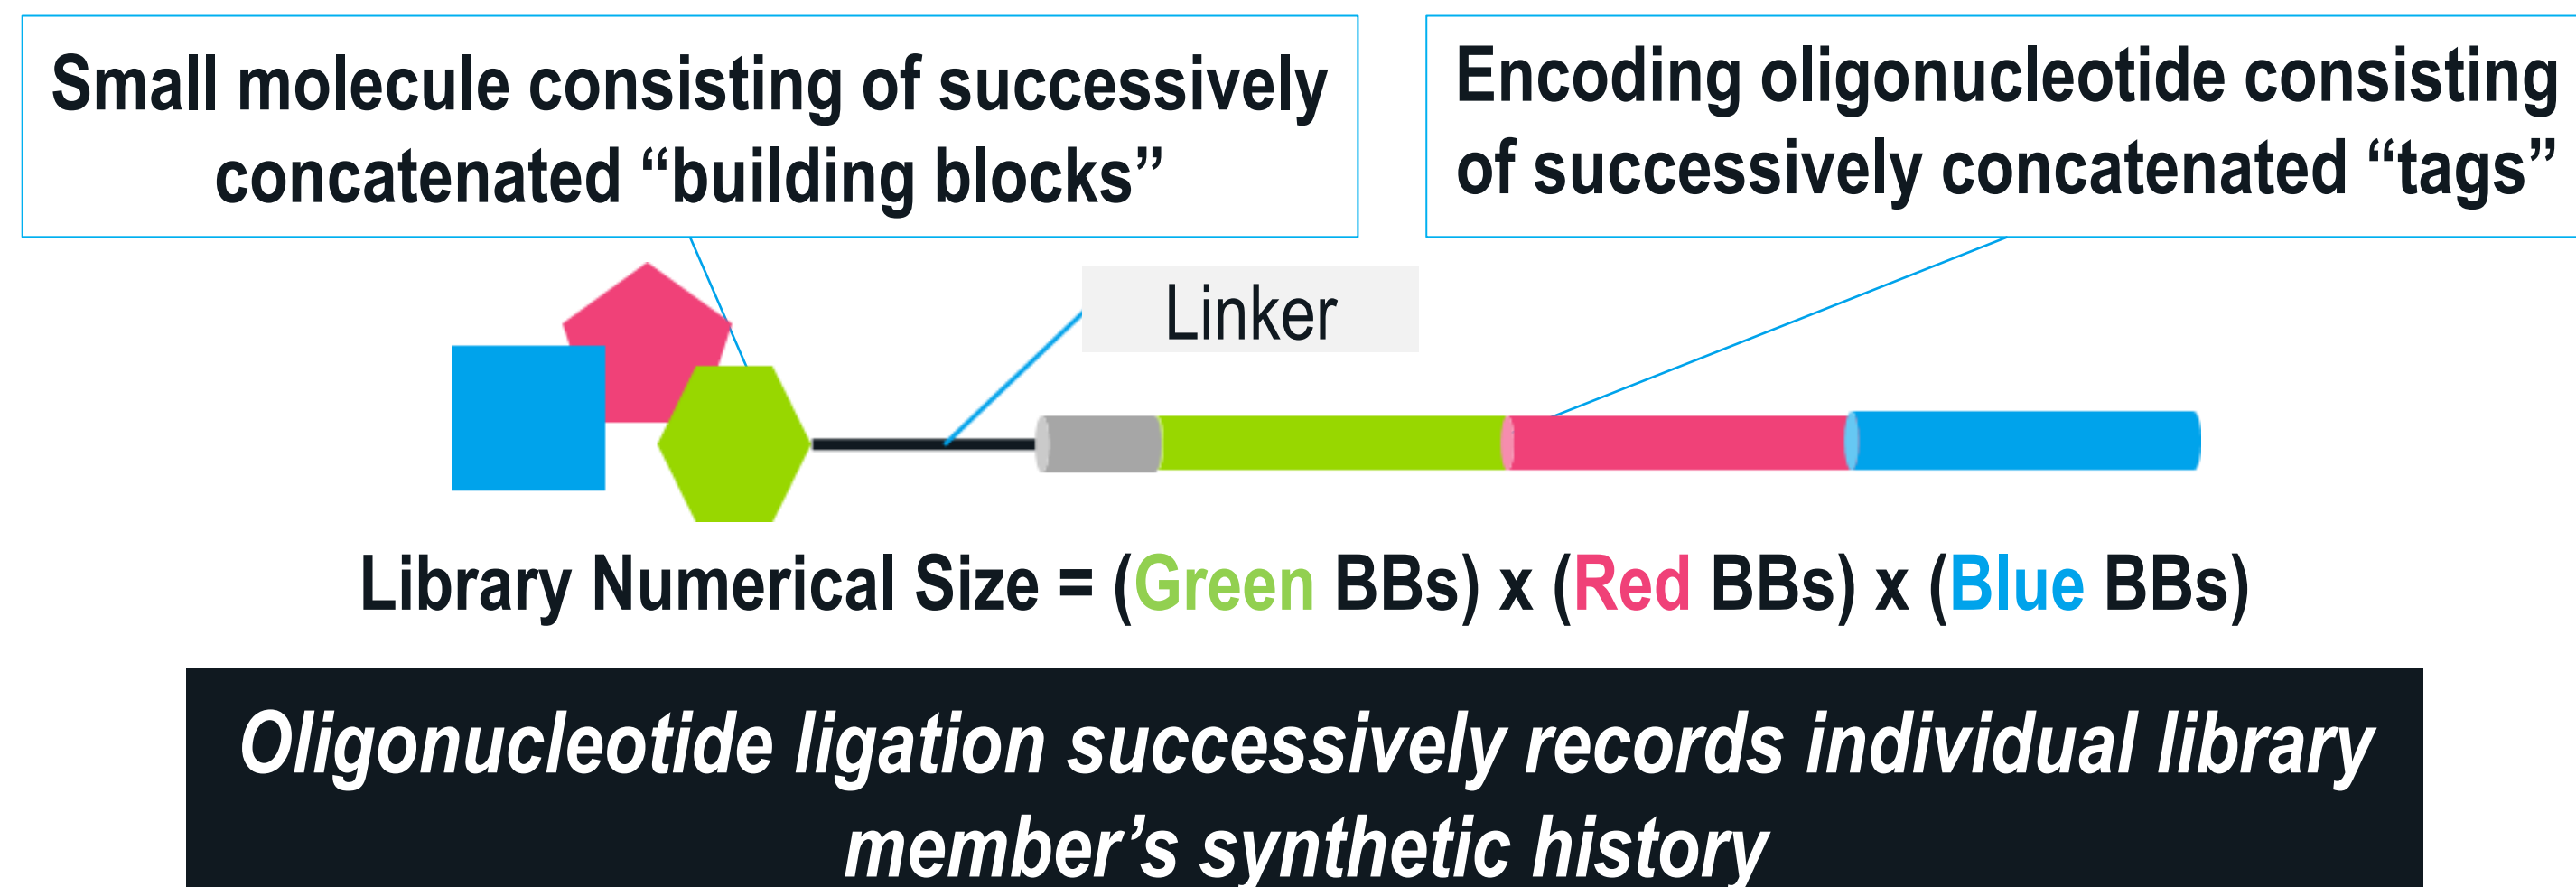 Small molecule consisting of successively
concatenated “building blocks”
Encoding oligonucleotide consisting
of successively concatenated “tags”
Linker
Library Numerical Size = (Green BBs) x (Red BBs) x (Blue BBs)
Oligonucleotide ligation successively records individual library
member’s synthetic history